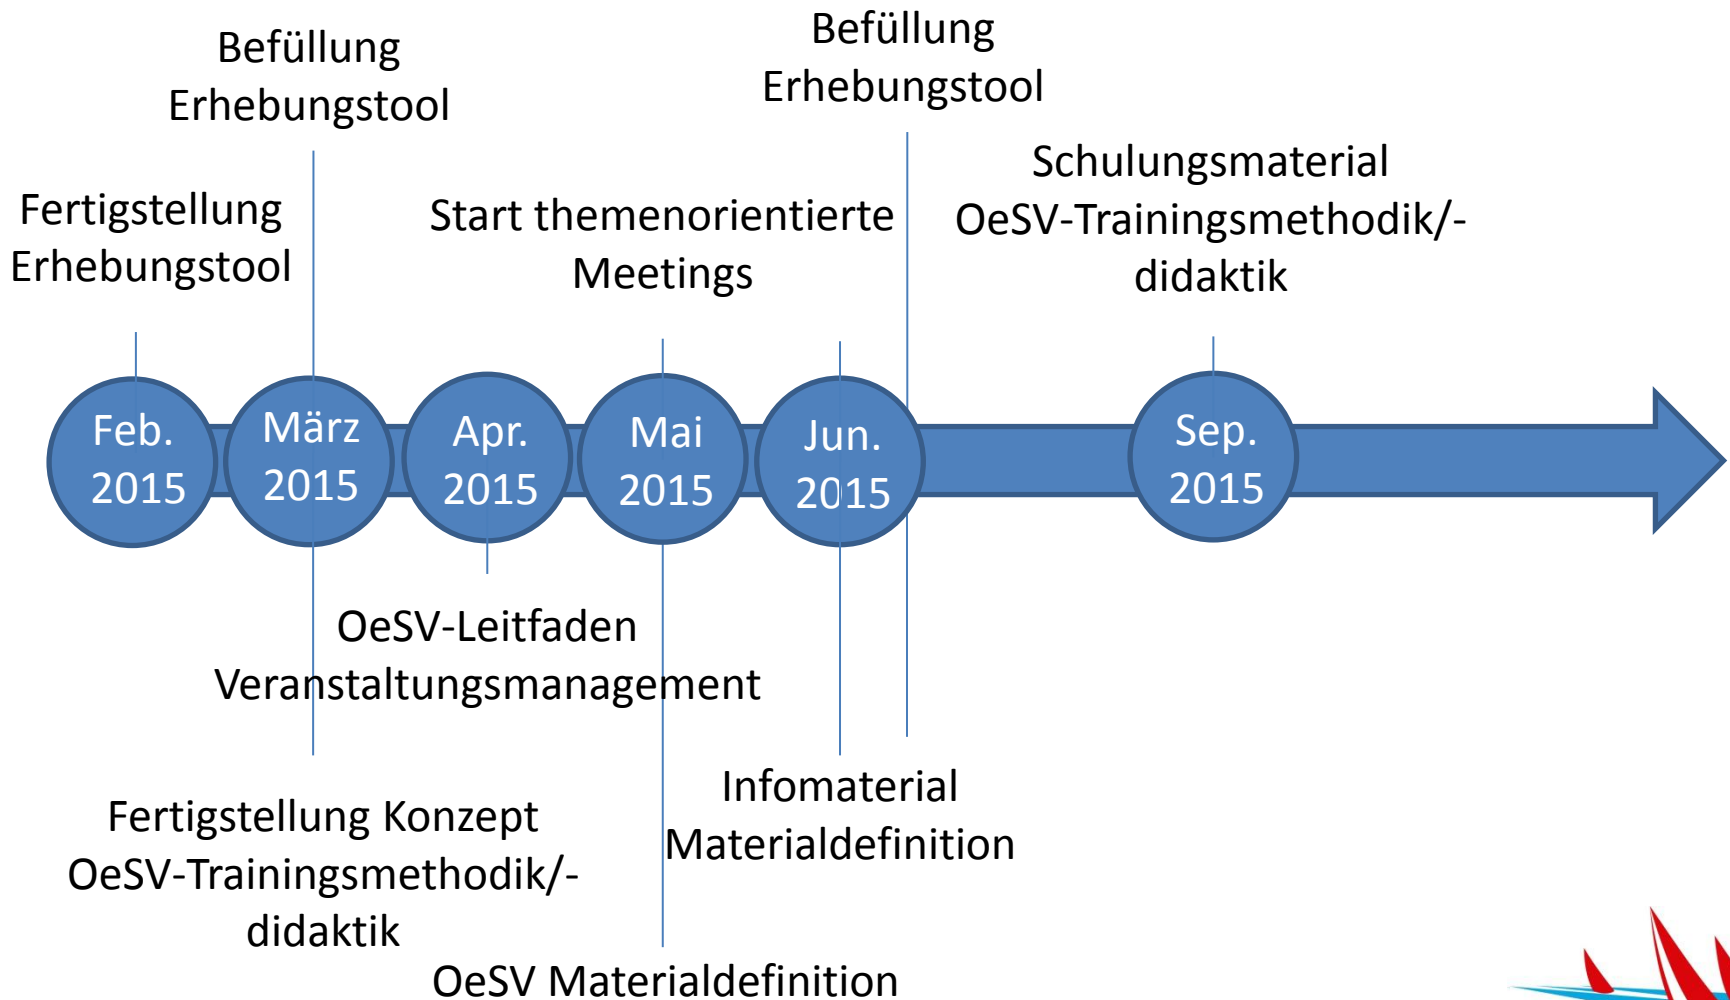 Befüllung
Erhebungstool
Befüllung
Erhebungstool
Fertigstellung
Erhebungstool
Start themenorientierte
Meetings
Schulungsmaterial
OeSV-Trainingsmethodik/-
didaktik
Feb.
2015
März
2015
Apr.
2015
Mai
2015
Jun.
2015
Sep.
2015
OeSV-Leitfaden
Veranstaltungsmanagement
Fertigstellung Konzept
OeSV-Trainingsmethodik/-
didaktik
Infomaterial
Materialdefinition
OeSV Materialdefinition